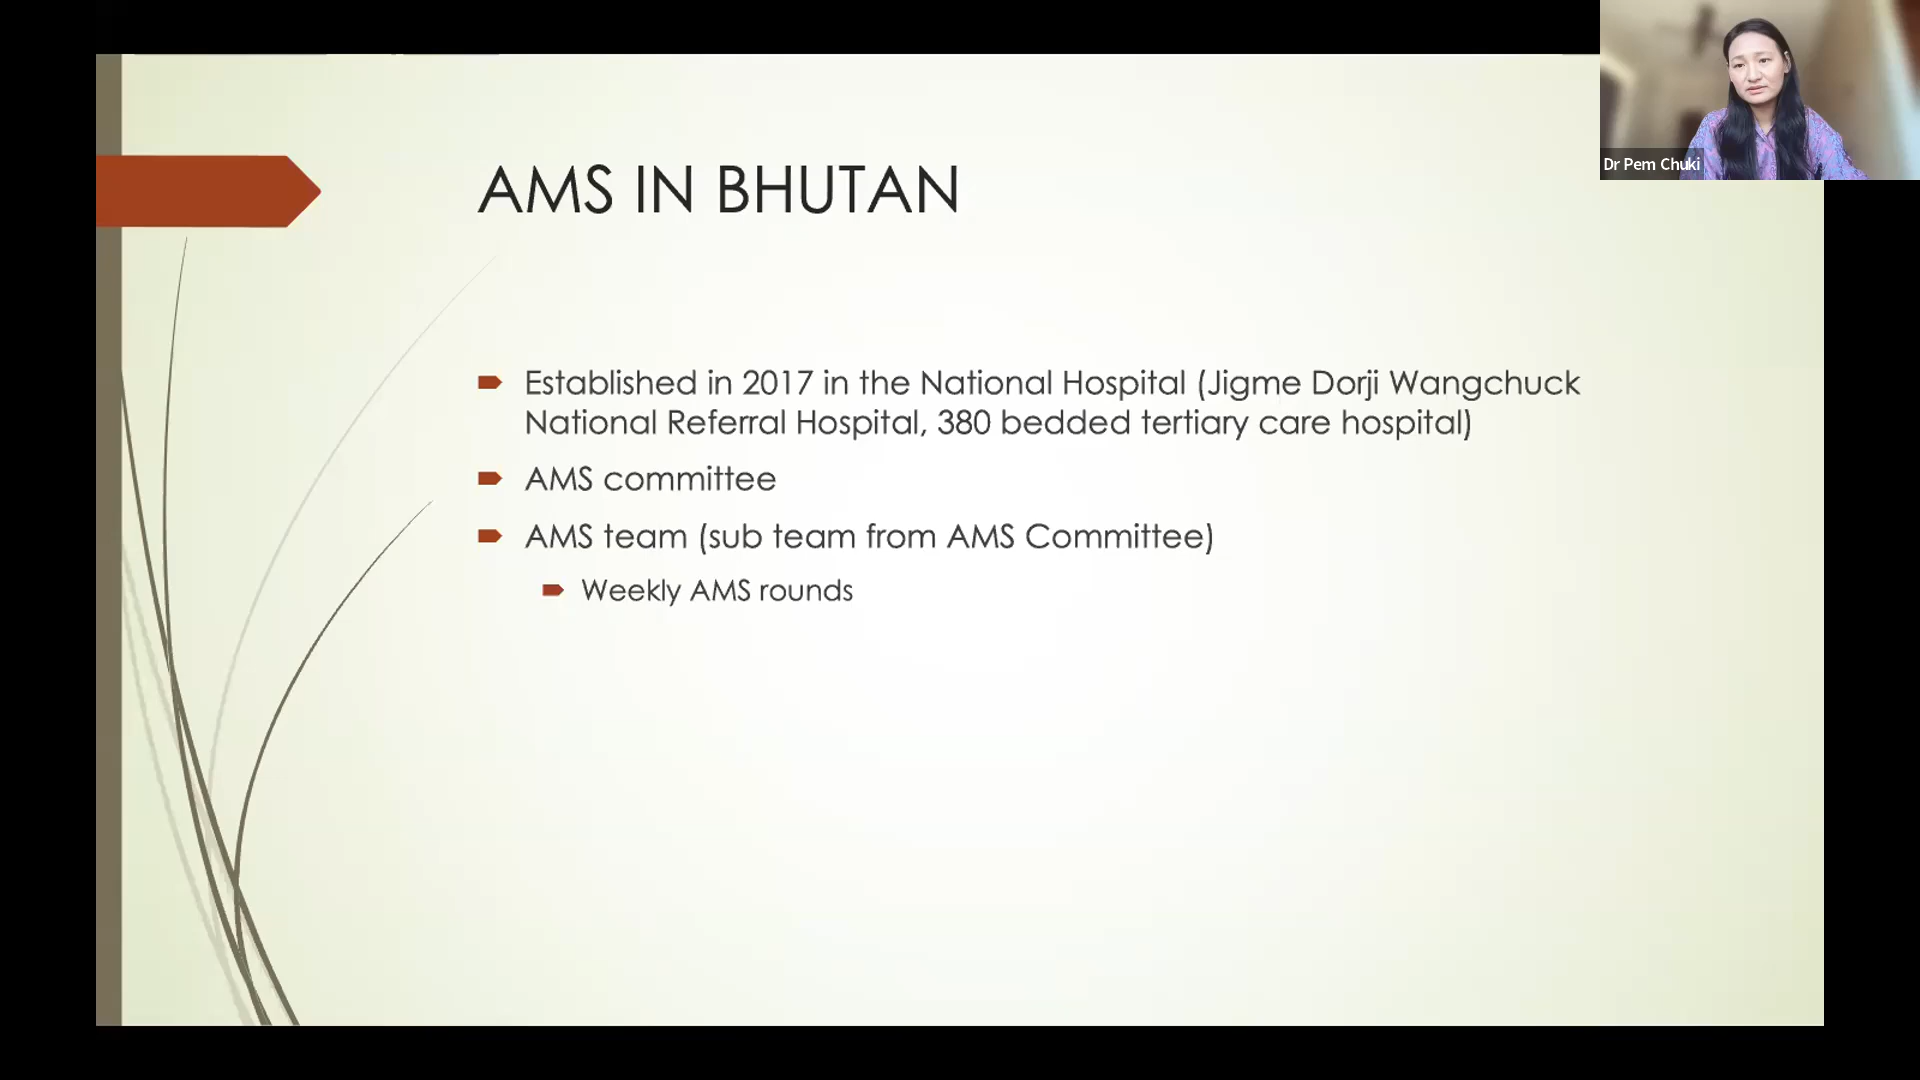 Dr Pem Chuki
AMS IN BHUTAN
Established in 2017 in the National Hospital (Jigme Dorji Wangchuck
National Referral Hospital, 380 bedded tertiary care hospital)
AMS committee
AMS team (sub team from AMS Committee)
Weekly AMS rounds